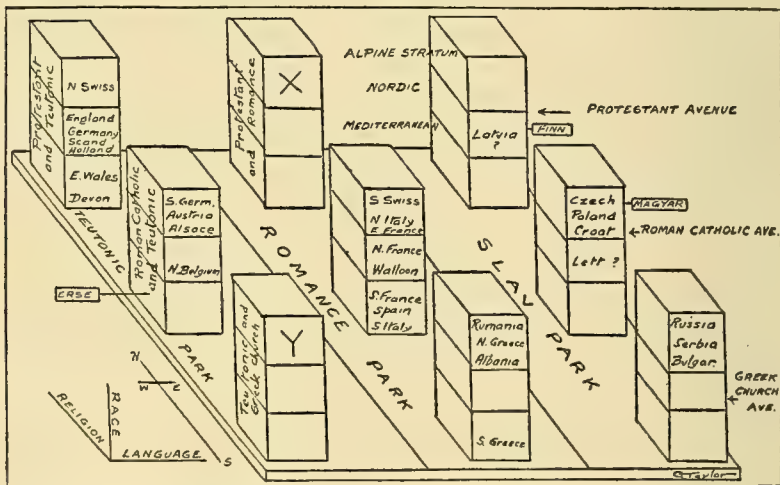 Protestant
and Teutonic
N Swiss
England
Germany
Scand
Holland
E. Wales
Devon
Protestant
and Romance
X
ALPINE STRATUM
NORDIC
MEDITERRANEAN
Latvia
?
FINN
PROTESTANT AVENUE
Roman Catholic
and Teutonic
S. Germ.
Austria
Alsace
N. Belgium
ERSE
S Swiss
N Italy
E France
N. France
Walloon
S. France
Spain
S Italy
Czech
Poland
Croat
Lett ?
MAGYAR
ROMAN CATHOLIC AVE.
Teutonic and
Greek Church
Y
Rumania
N. Greece
Albania
S. Greece
Russia
Serbia
Bulgar.
GREEK
CHURCH
AVE.
TEUTONIC
PARK
ROMANCE
PARK
SLAV
PARK
N
W E
S
RELIGION
RACE
LANGUAGE
GTaylor